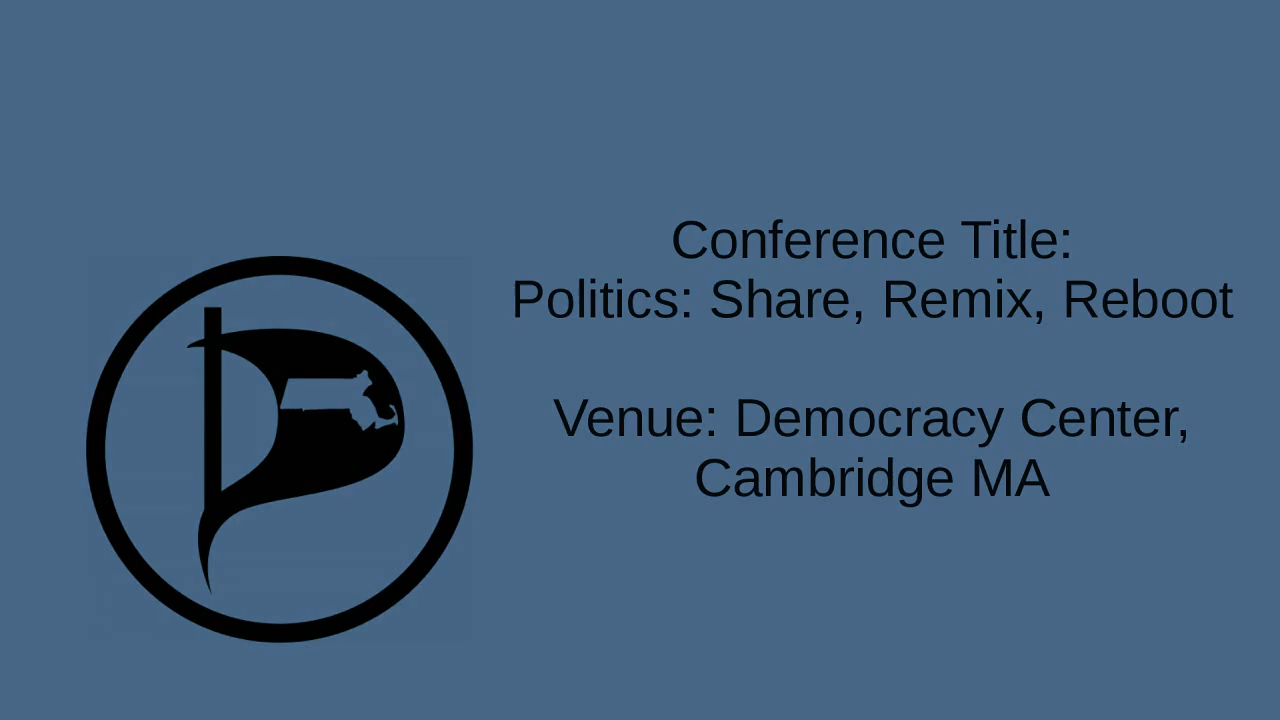 Conference Title:
Politics: Share, Remix, Reboot
Venue: Democracy Center,
Cambridge MA